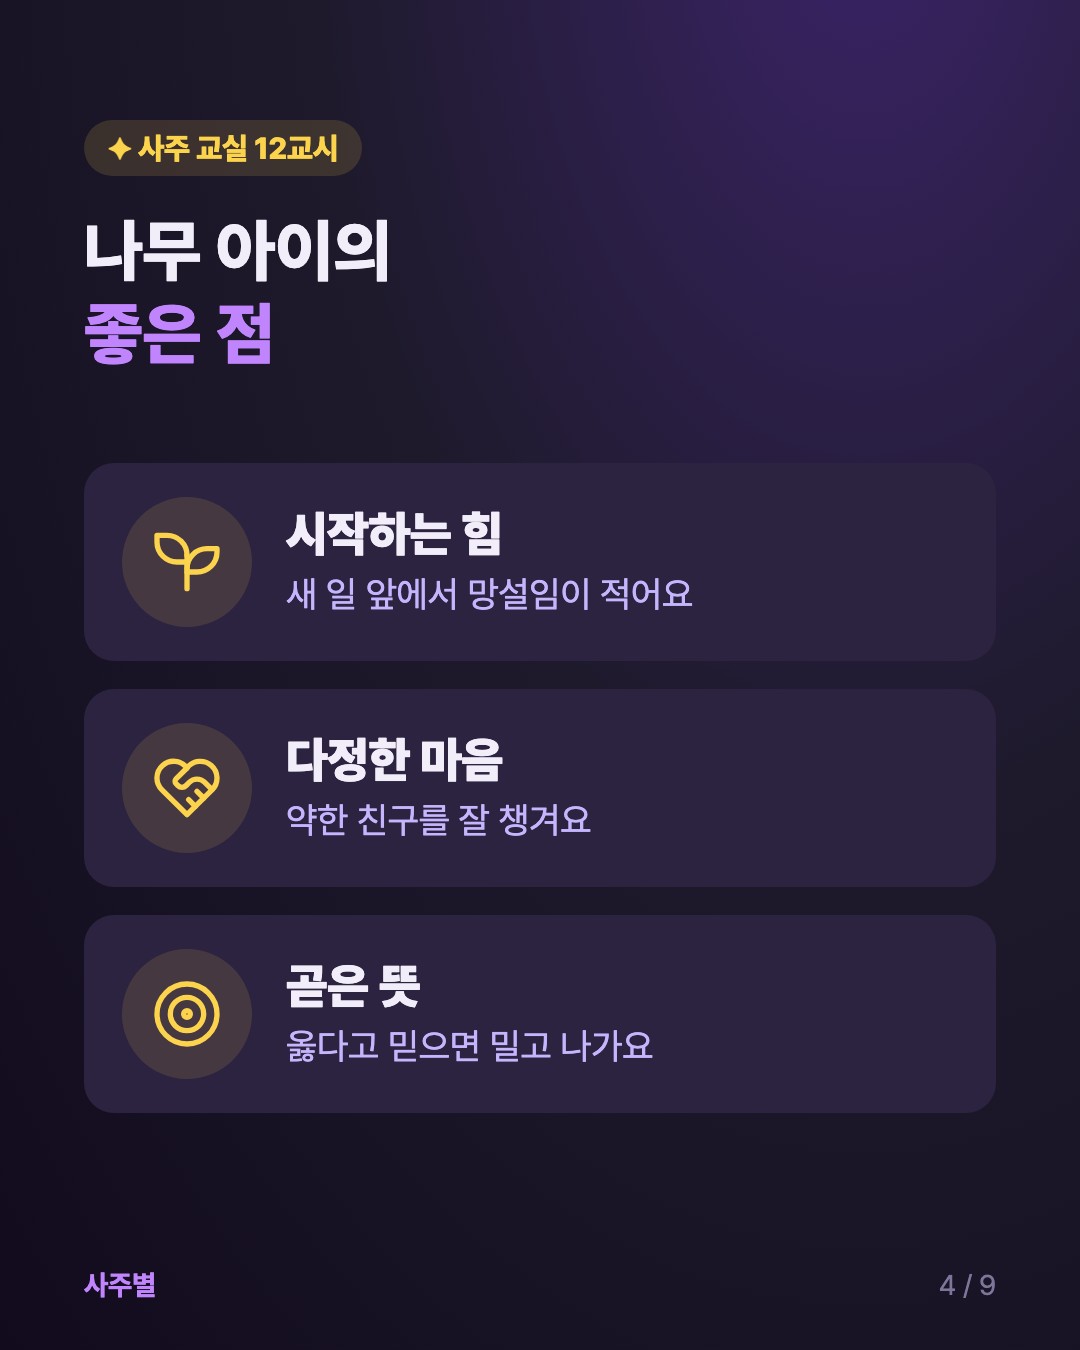 ✦ 사주 교실 12교시
나무 아이의
좋은 점
시작하는 힘
새 일 앞에서 망설임이 적어요
다정한 마음
약한 친구를 잘 챙겨요
곧은 뜻
옳다고 믿으면 밀고 나가요
사주별
4 / 9